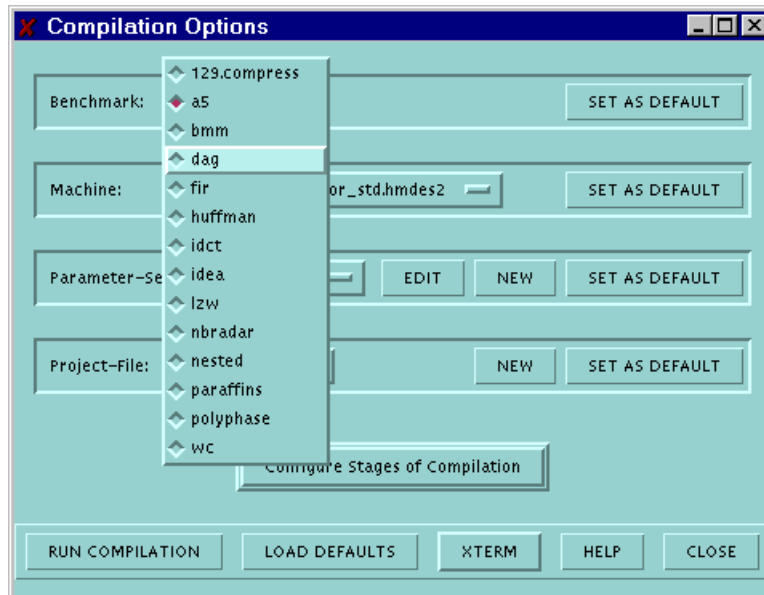 Compilation Options
129.compress
Benchmark:
a5
SET AS DEFAULT
bmm
dag
Machine:
fir
or_std.hmdes2
SET AS DEFAULT
huffman
idct
Parameter-Se
idea
EDIT
NEW
SET AS DEFAULT
lzw
nbradar
Project-File:
nested
NEW
SET AS DEFAULT
paraffins
polyphase
wc
Configure Stages of Compilation
RUN COMPILATION
LOAD DEFAULTS
XTERM
HELP
CLOSE